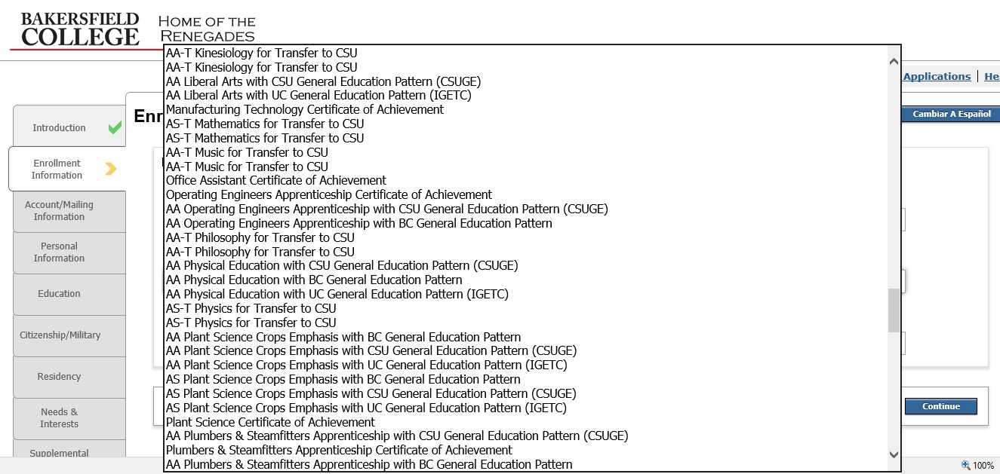 BAKERSFIELD
COLLEGE
HOME OF THE
RENEGADES
Applications
He
Enr
Cambiar A Español
Introduction
Enrollment
Information
Account/Mailing
Information
Personal
Information
Education
Citizenship/Military
Residency
Needs &
Interests
Supplemental
AA-T Kinesiology for Transfer to CSU
AA-T Kinesiology for Transfer to CSU
AA Liberal Arts with CSU General Education Pattern (CSUGE)
AA Liberal Arts with UC General Education Pattern (IGETC)
Manufacturing Technology Certificate of Achievement
AS-T Mathematics for Transfer to CSU
AS-T Mathematics for Transfer to CSU
AA-T Music for Transfer to CSU
AA-T Music for Transfer to CSU
Office Assistant Certificate of Achievement
Operating Engineers Apprenticeship Certificate of Achievement
AA Operating Engineers Apprenticeship with CSU General Education Pattern (CSUGE)
AA Operating Engineers Apprenticeship with BC General Education Pattern
AA-T Philosophy for Transfer to CSU
AA-T Philosophy for Transfer to CSU
AA Physical Education with CSU General Education Pattern (CSUGE)
AA Physical Education with BC General Education Pattern
AA Physical Education with UC General Education Pattern (IGETC)
AS-T Physics for Transfer to CSU
AS-T Physics for Transfer to CSU
AA Plant Science Crops Emphasis with BC General Education Pattern
AA Plant Science Crops Emphasis with CSU General Education Pattern (CSUGE)
AA Plant Science Crops Emphasis with UC General Education Pattern (IGETC)
AS Plant Science Crops Emphasis with BC General Education Pattern
AS Plant Science Crops Emphasis with CSU General Education Pattern (CSUGE)
AS Plant Science Crops Emphasis with UC General Education Pattern (IGETC)
Plant Science Certificate of Achievement
AA Plumbers & Steamfitters Apprenticeship with CSU General Education Pattern (CSUGE)
Plumbers & Steamfitters Apprenticeship Certificate of Achievement
AA Plumbers & Steamfitters Apprenticeship with BC General Education Pattern
Continue
100%